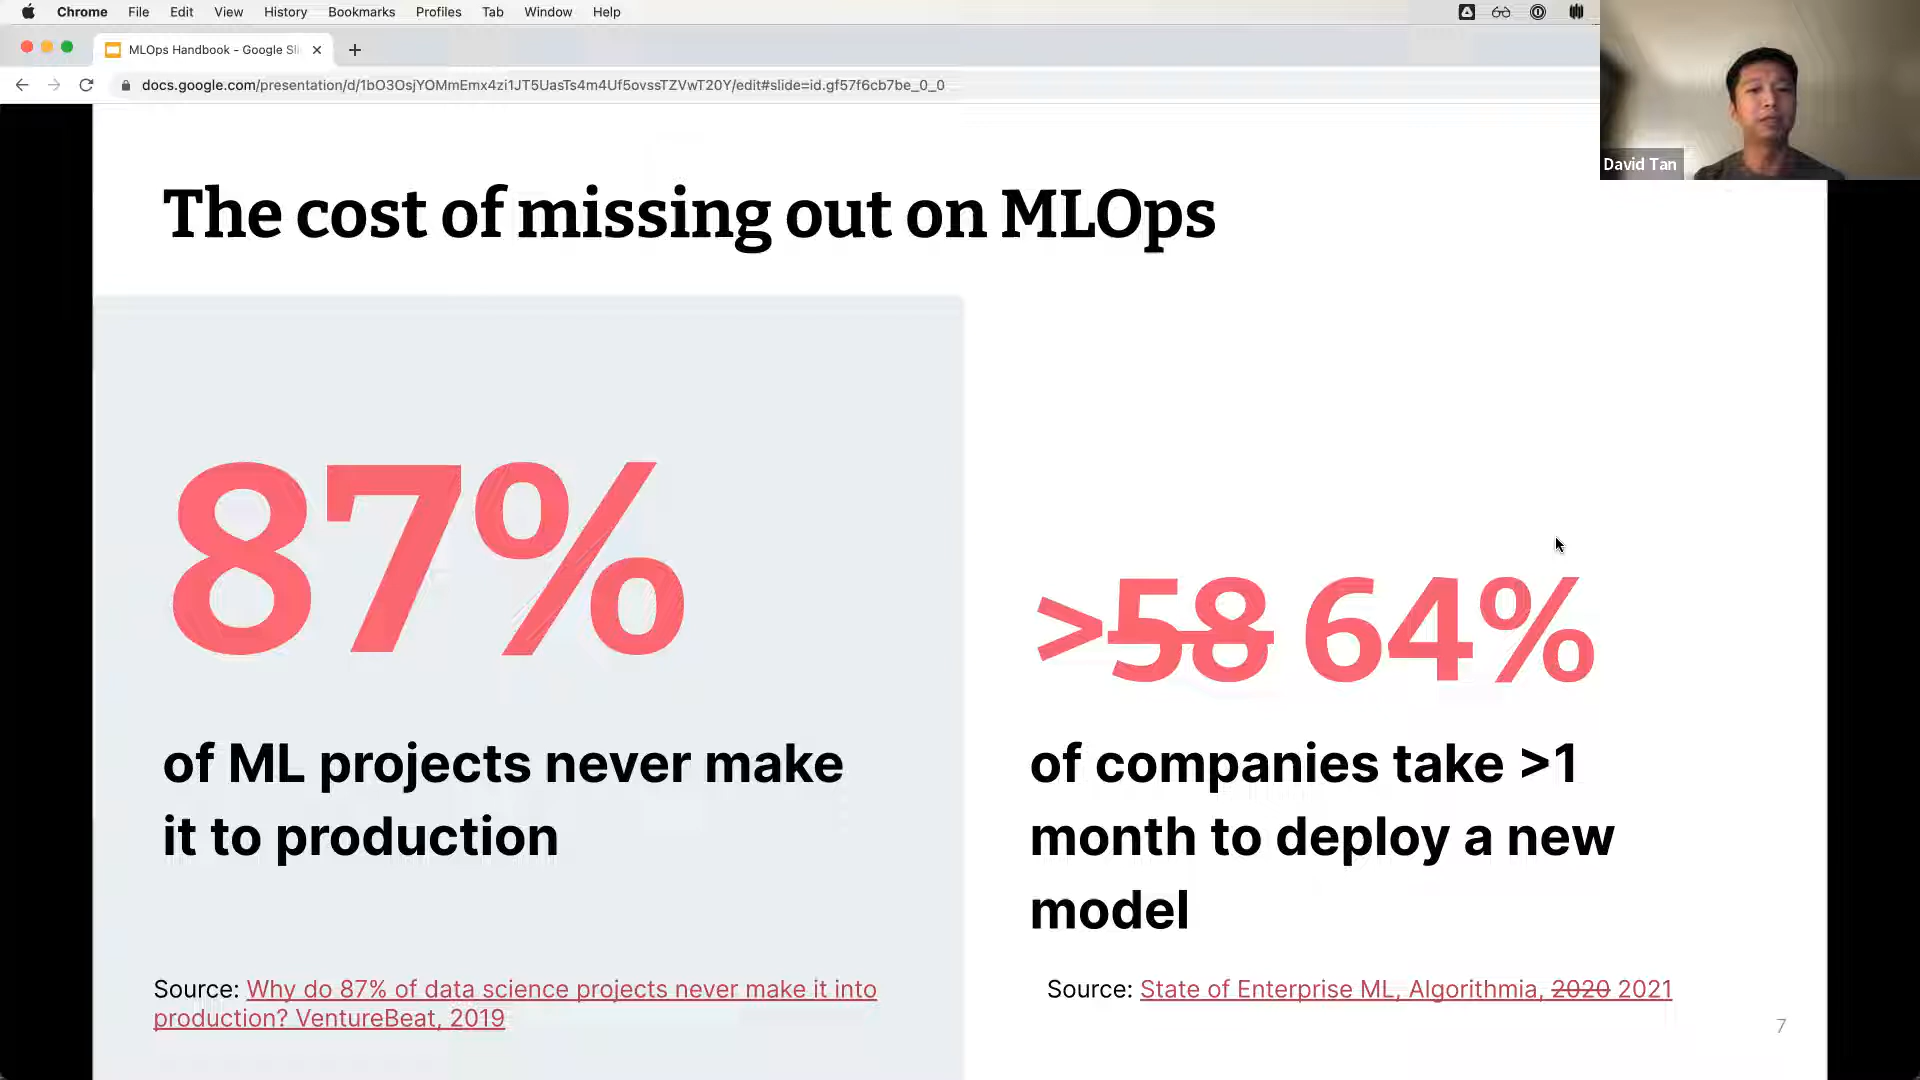 Chrome File Edit View History Bookmarks Profiles Tab Window Help
MLOps Handbook - Google Sli
docs.google.com/presentation/d/1bO3OsjYOMmEmx4zi1JT5UasTs4m4Uf5ovssTZVwT20Y/edit#slide=id.gf57f6cb7be_0_0
David Tan
The cost of missing out on MLOps
87%
of ML projects never make
it to production
Source: Why do 87% of data science projects never make it into
production? VentureBeat, 2019
>58 64%
of companies take >1
month to deploy a new
model
Source: State of Enterprise ML, Algorithmia, 2020 2021
7